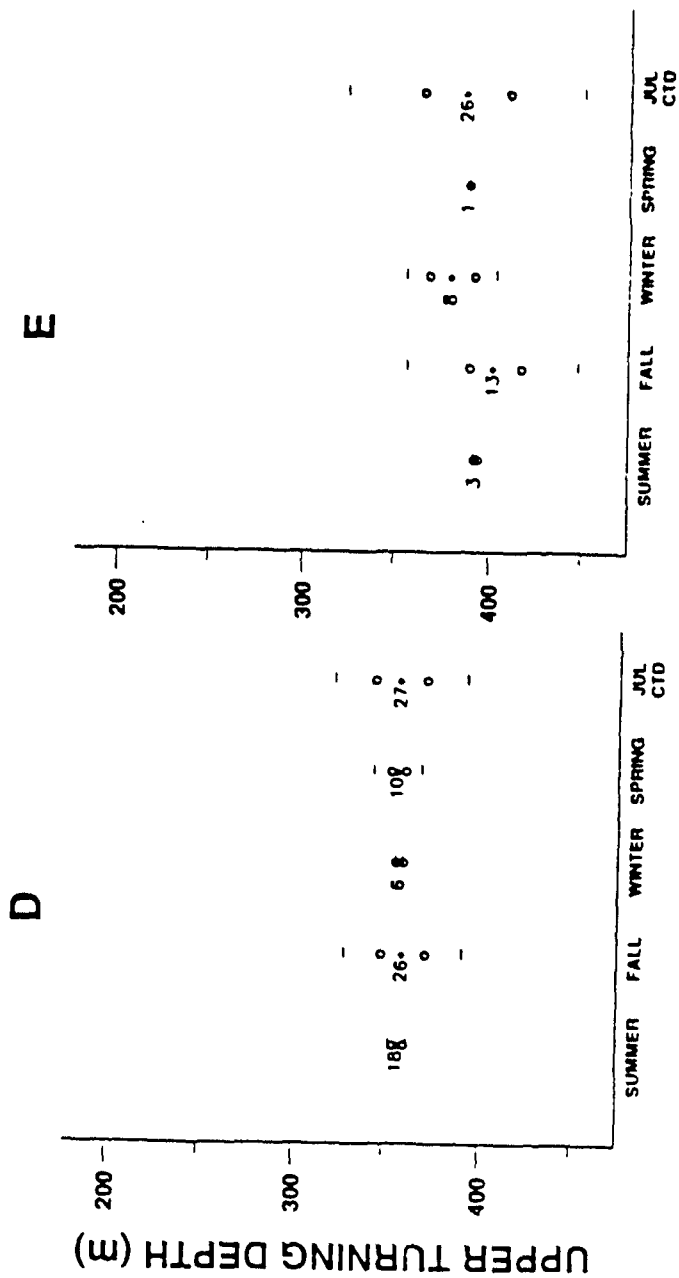 D
E
UPPER TURNING DEPTH (m)
200
300
400
18
26
6
10
27
SUMMER FALL WINTER SPRING JUL
CTD
200
300
400
3
13
8
1
26
SUMMER FALL WINTER SPRING JUL
CTD